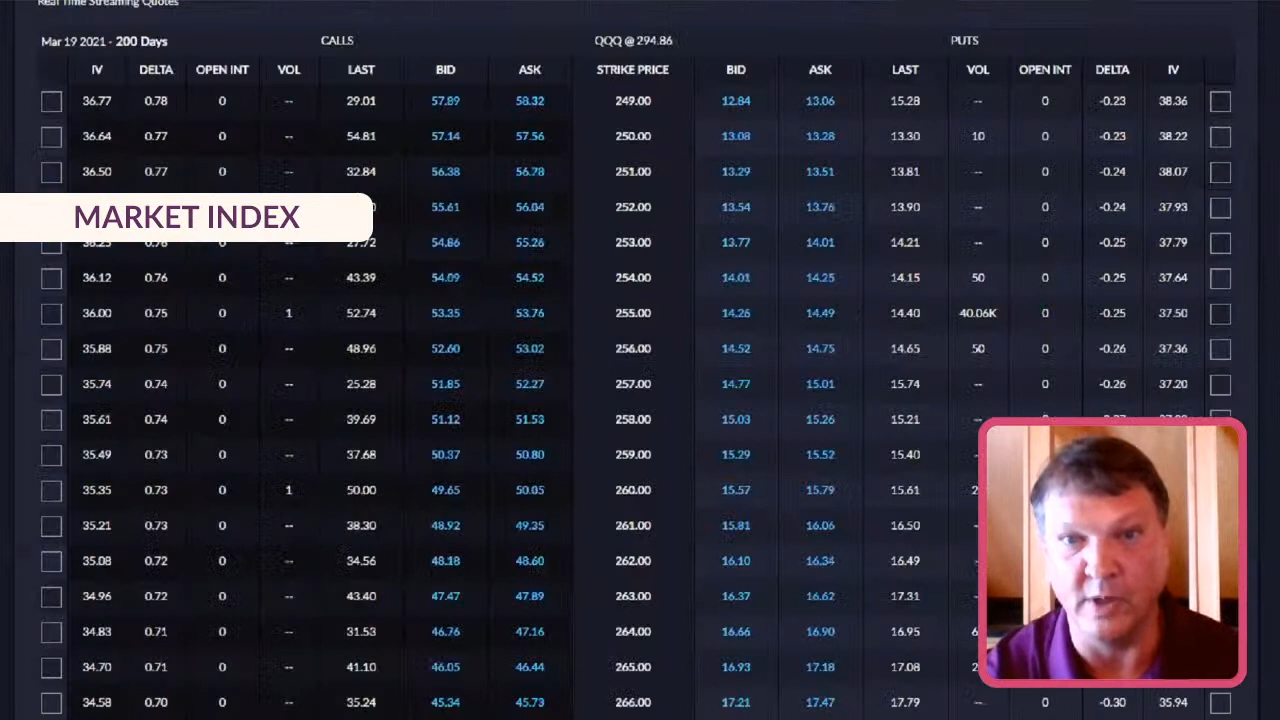 Real Time Streaming Quotes
Mar 19 2021 - 200 Days CALLS QQQ @ 294.86 PUTS
IV DELTA OPEN INT VOL LAST BID ASK STRIKE PRICE BID ASK LAST VOL OPEN INT DELTA IV
36.77 0.78 0 -- 29.01 57.89 58.32 249.00 12.84 13.06 15.28 -- 0 -0.23 38.36
36.64 0.77 0 -- 54.81 57.14 57.56 250.00 13.08 13.28 13.30 10 0 -0.23 38.22
36.50 0.77 0 -- 32.84 56.38 56.78 251.00 13.29 13.51 13.81 -- 0 -0.24 38.07
MARKET INDEX 55.61 56.04 252.00 13.54 13.76 13.90 -- 0 -0.24 37.93
36.25 0.76 0 -- 27.72 54.86 55.26 253.00 13.77 14.01 14.21 -- 0 -0.25 37.79
36.12 0.76 0 -- 43.39 54.09 54.52 254.00 14.01 14.25 14.15 50 0 -0.25 37.64
36.00 0.75 0 1 52.74 53.35 53.76 255.00 14.26 14.49 14.40 40.06K 0 -0.25 37.50
35.88 0.75 0 -- 48.96 52.60 53.02 256.00 14.52 14.75 14.65 50 0 -0.26 37.36
35.74 0.74 0 -- 25.28 51.85 52.27 257.00 14.77 15.01 15.74 -- 0 -0.26 37.20
35.61 0.74 0 -- 39.69 51.12 51.53 258.00 15.03 15.26 15.21 --
35.49 0.73 0 -- 37.68 50.37 50.80 259.00 15.29 15.52 15.40
35.35 0.73 0 1 50.00 49.65 50.05 260.00 15.57 15.79 15.61
35.21 0.73 0 -- 38.30 48.92 49.35 261.00 15.81 16.06 16.50
35.08 0.72 0 -- 34.56 48.18 48.60 262.00 16.10 16.34 16.49
34.96 0.72 0 -- 43.40 47.47 47.89 263.00 16.37 16.62 17.31
34.83 0.71 0 -- 31.53 46.76 47.16 264.00 16.66 16.90 16.95
34.70 0.71 0 -- 41.10 46.05 46.44 265.00 16.93 17.18 17.08
34.58 0.70 0 -- 35.24 45.34 45.73 266.00 17.21 17.47 17.79 -- 0 -0.30 35.94